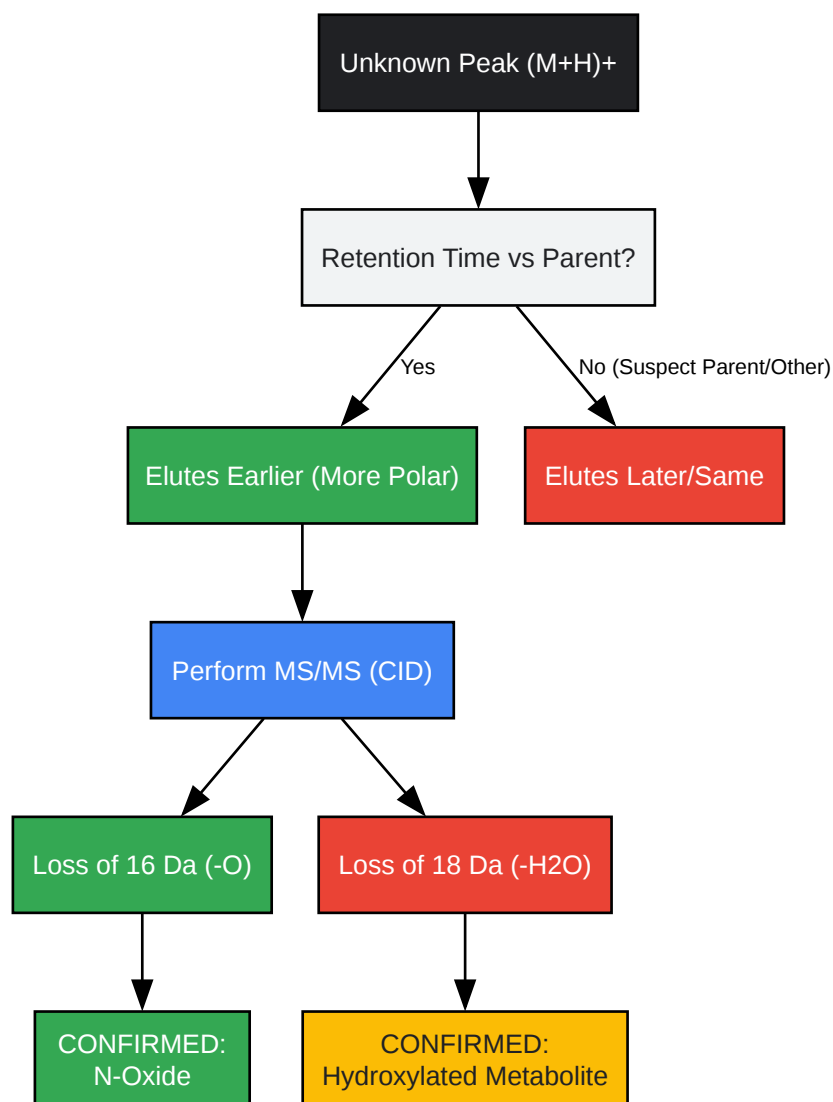 Unknown Peak (M+H)+
Retention Time vs Parent?
Yes
No (Suspect Parent/Other)
Elutes Earlier (More Polar)
Elutes Later/Same
Perform MS/MS (CID)
Loss of 16 Da (-O)
Loss of 18 Da (-H2O)
CONFIRMED:
N-Oxide
CONFIRMED:
Hydroxylated Metabolite